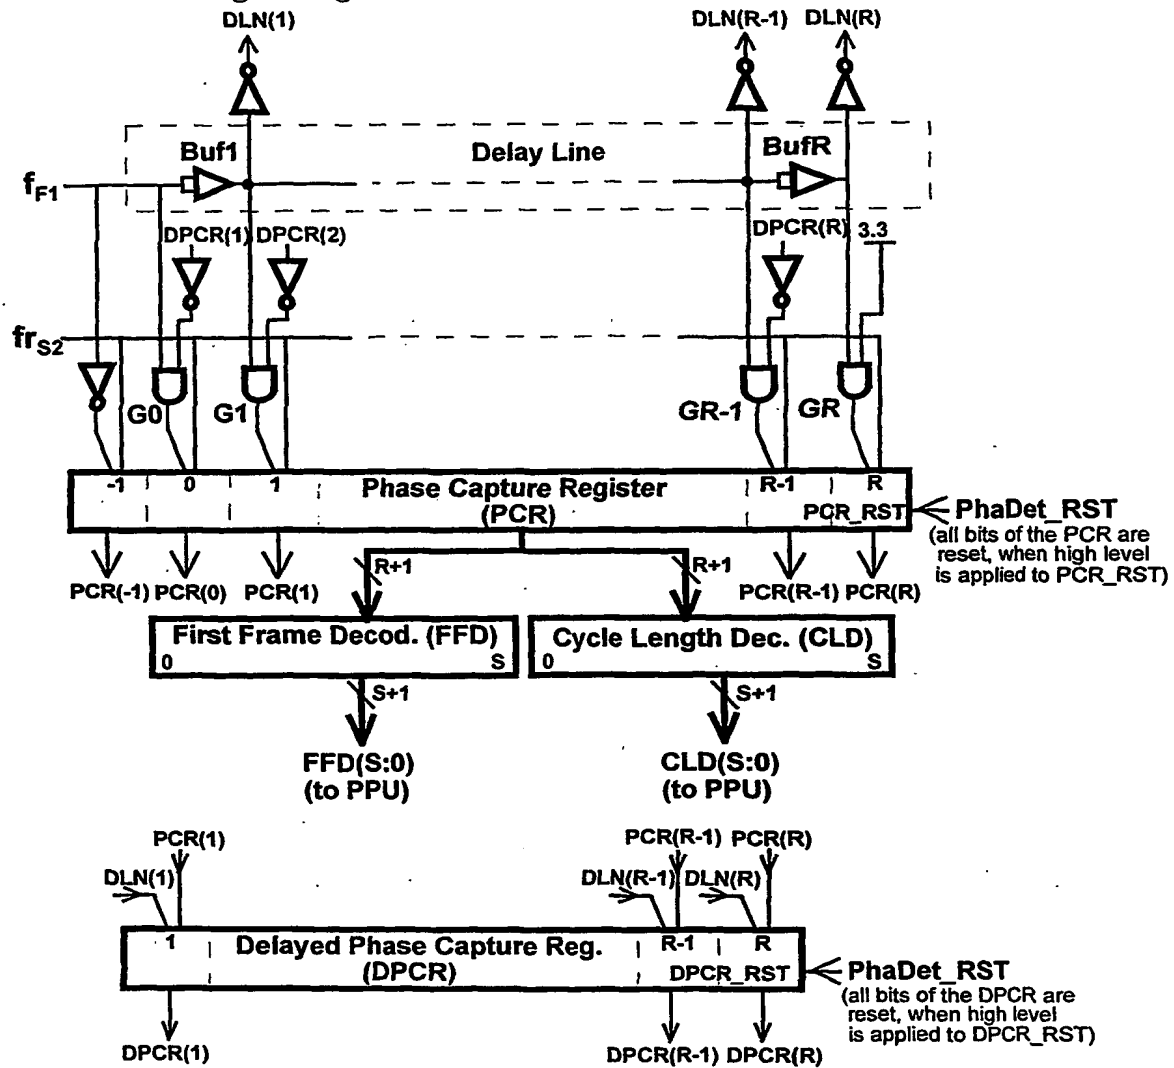 DLN(1)
DLN(R-1)
DLN(R)
Buf1
Delay Line
BufR
fF1
DPCR(1)
DPCR(2)
DPCR(R)
3.3
frS2
G0
G1
GR-1
GR
-1
0
1
Phase Capture Register
(PCR)
R-1
R
PCR_RST
PhaDet_RST
(all bits of the PCR are
reset, when high level
is applied to PCR_RST)
PCR(-1)
PCR(0)
PCR(1)
R+1
R+1
PCR(R-1)
PCR(R)
First Frame Decod. (FFD)
0
S
Cycle Length Dec. (CLD)
0
S
S+1
S+1
FFD(S:0)
(to PPU)
CLD(S:0)
(to PPU)
PCR(1)
PCR(R-1)
PCR(R)
DLN(1)
DLN(R-1)
DLN(R)
1
Delayed Phase Capture Reg.
(DPCR)
R-1
R
DPCR_RST
PhaDet_RST
(all bits of the DPCR are
reset, when high level
is applied to DPCR_RST)
DPCR(1)
DPCR(R-1)
DPCR(R)